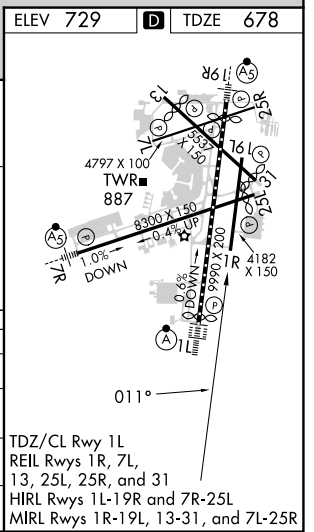 ELEV 729 D TDZE 678
A5
19R
13
P
25R
P
P
7L
P
5537 X 150
4797 X 100
TWR
887
19L
P
31
25L
P
A5
P
8300 X 150
0.4% UP
1.0%
DOWN
7R
0.6% DOWN
9990 X 200
1R
4182
X 150
P
A
1L
011°
TDZ/CL Rwy 1L
REIL Rwys 1R, 7L,
13, 25L, 25R, and 31
HIRL Rwys 1L-19R and 7R-25L
MIRL Rwys 1R-19L, 13-31, and 7L-25R